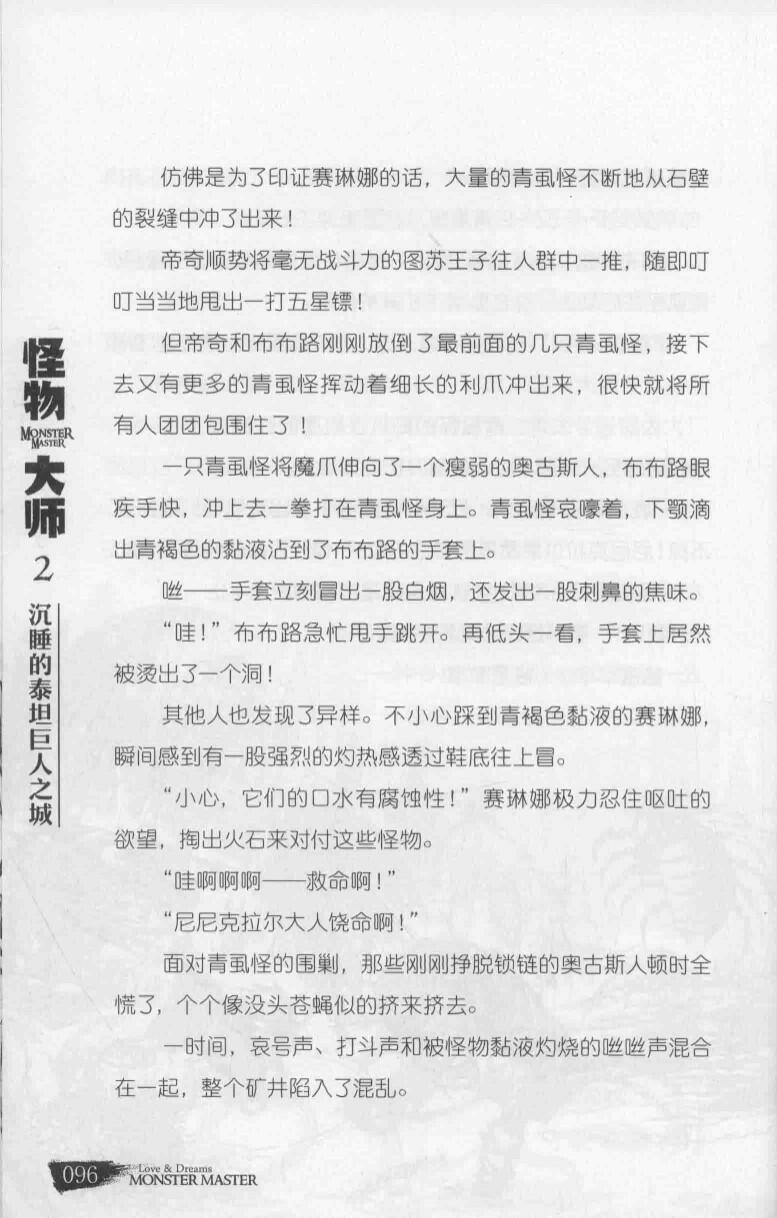 仿佛是为了印证赛琳娜的话，大量的青虱怪不断地从石壁
的裂缝中冲了出来！
帝奇顺势将毫无战斗力的图苏王子往人群中一推，随即叮
叮当当地甩出一打五星镖！
但帝奇和布布路刚刚放倒了最前面的几只青虱怪，接下
去又有更多的青虱怪挥动着细长的利爪冲出来，很快就将所
有人团团包围住了！
一只青虱怪将魔爪伸向了一个瘦弱的奥古斯人，布布路眼
疾手快，冲上去一拳打在青虱怪身上。青虱怪哀嚎着，下颚滴
出青褐色的黏液沾到了布布路的手套上。
咝——手套立刻冒出一股白烟，还发出一股刺鼻的焦味。
“哇！”布布路急忙甩手跳开。再低头一看，手套上居然
被烫出了一个洞！
其他人也发现了异样。不小心踩到青褐色黏液的赛琳娜，
瞬间感到有一股强烈的灼热感透过鞋底往上冒。
“小心，它们的口水有腐蚀性！”赛琳娜极力忍住呕吐的
欲望，掏出火石来对付这些怪物。
“哇啊啊啊——救命啊！”
“尼尼克拉尔大人饶命啊！”
面对青虱怪的围剿，那些刚刚挣脱锁链的奥古斯人顿时全
慌了，个个像没头苍蝇似的挤来挤去。
一时间，哀号声、打斗声和被怪物黏液灼烧的咝咝声混合
在一起，整个矿井陷入了混乱。
怪物
MONSTER
MASTER
大师
2
沉睡的泰坦巨人之城
096
Love & Dreams
MONSTER MASTER